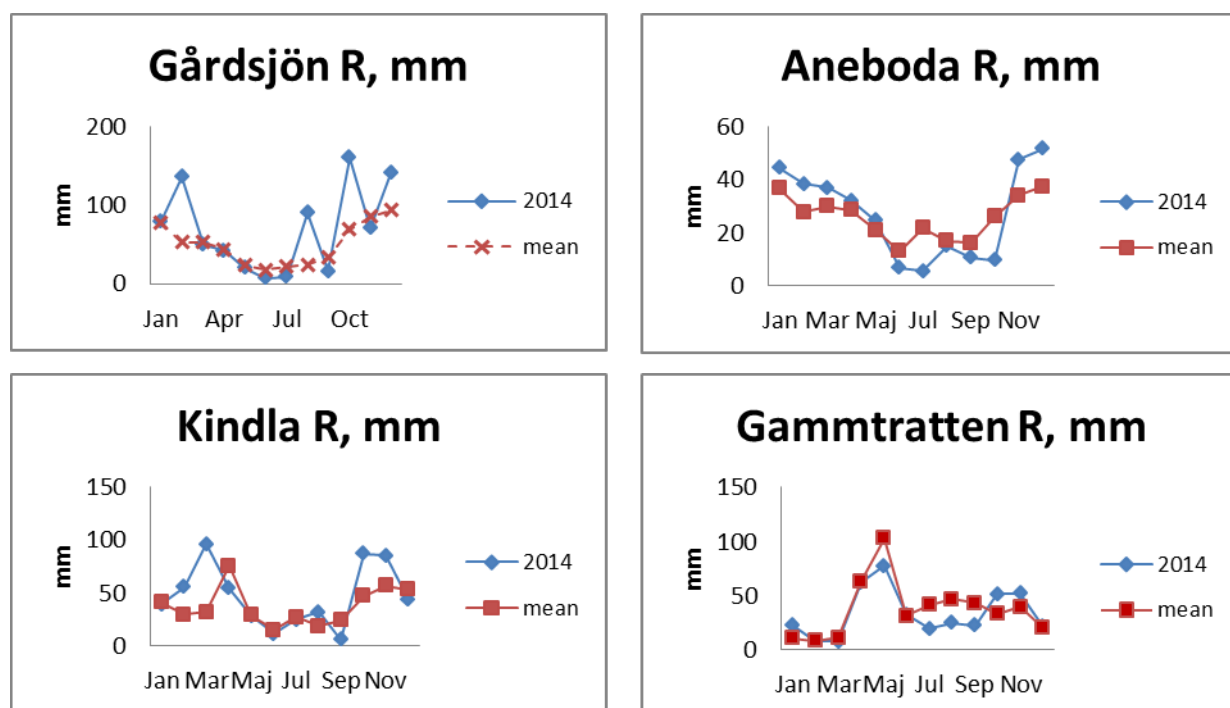 Gårdsjön R, mm
200
100
0
mm
Jan Apr Jul Oct
2014
mean
Aneboda R, mm
60
40
20
0
mm
Jan Mar Maj Jul Sep Nov
2014
mean
Kindla R, mm
150
100
50
0
mm
Jan Mar Maj Jul Sep Nov
2014
mean
Gammtratten R, mm
150
100
50
0
mm
Jan Mar Maj Jul Sep Nov
2014
mean